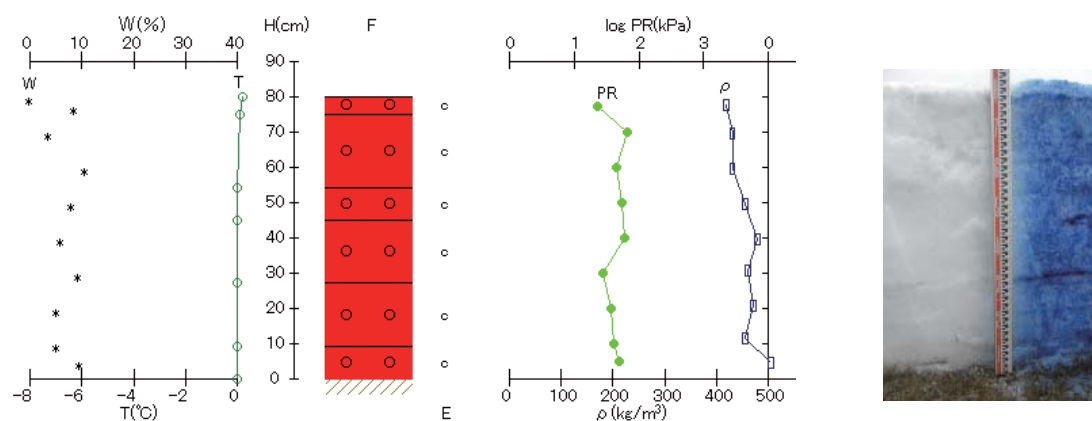 W(%)
0 10 20 30 40
W T
-8 -6 -4 -2 0
T(℃)
H(cm)
90
80
70
60
50
40
30
20
10
0
F
c
c
c
c
c
c
E
log PR(kPa)
0 1 2 3 0
PR ρ
0 100 200 300 400 500
ρ (kg/m³)